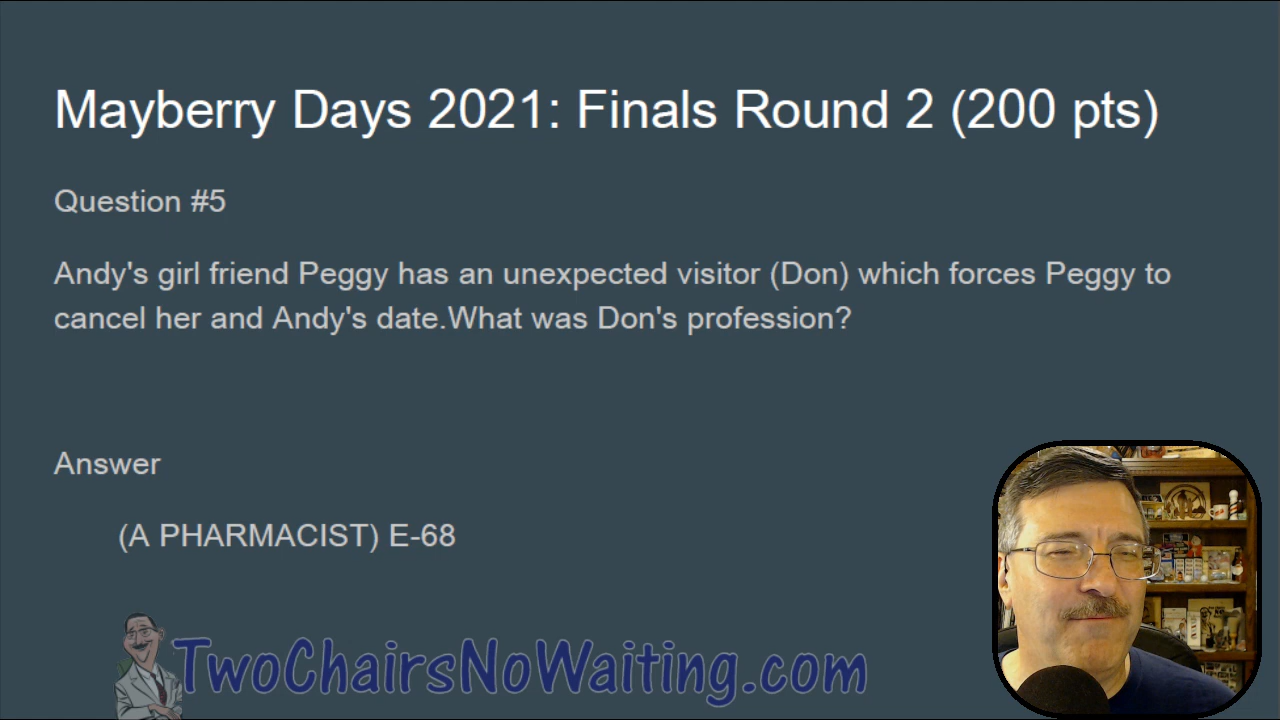 Mayberry Days 2021: Finals Round 2 (200 pts)
Question #5
Andy's girl friend Peggy has an unexpected visitor (Don) which forces Peggy to
cancel her and Andy's date.What was Don's profession?
Answer
(A PHARMACIST) E-68
TwoChairsNoWaiting.com